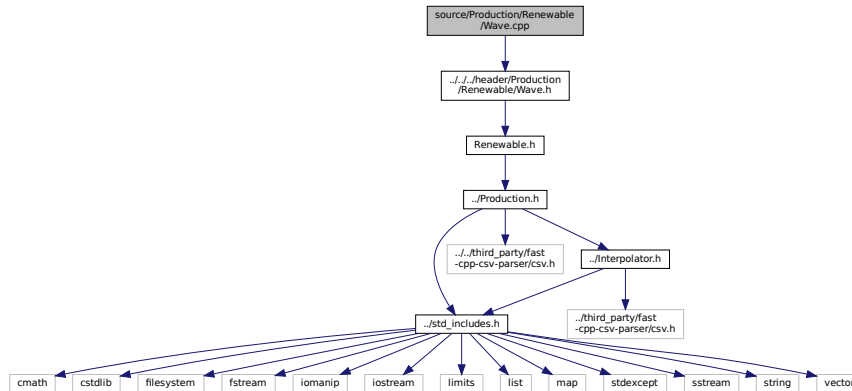 source/Production/Renewable
/Wave.cpp
../../../header/Production
/Renewable/Wave.h
Renewable.h
../Production.h
../../third_party/fast
-cpp-csv-parser/csv.h
../Interpolator.h
../std_includes.h
../third_party/fast
-cpp-csv-parser/csv.h
cmath
cstdlib
filesystem
fstream
iomanip
iostream
limits
list
map
stdexcept
sstream
string
vecto